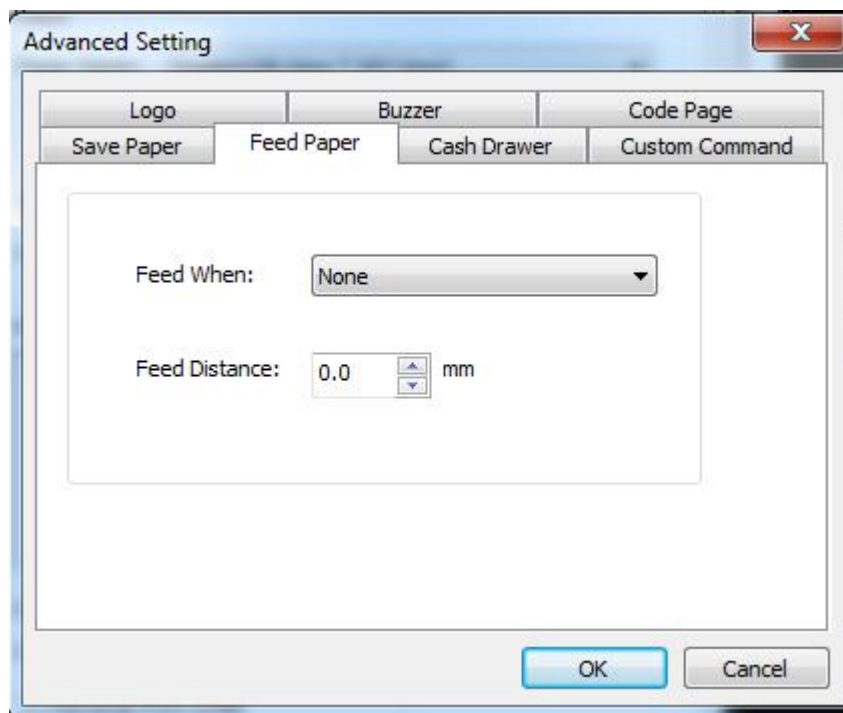 Advanced Setting
Logo Buzzer Code Page
Save Paper Feed Paper Cash Drawer Custom Command
Feed When: None
Feed Distance: 0.0 mm
OK Cancel